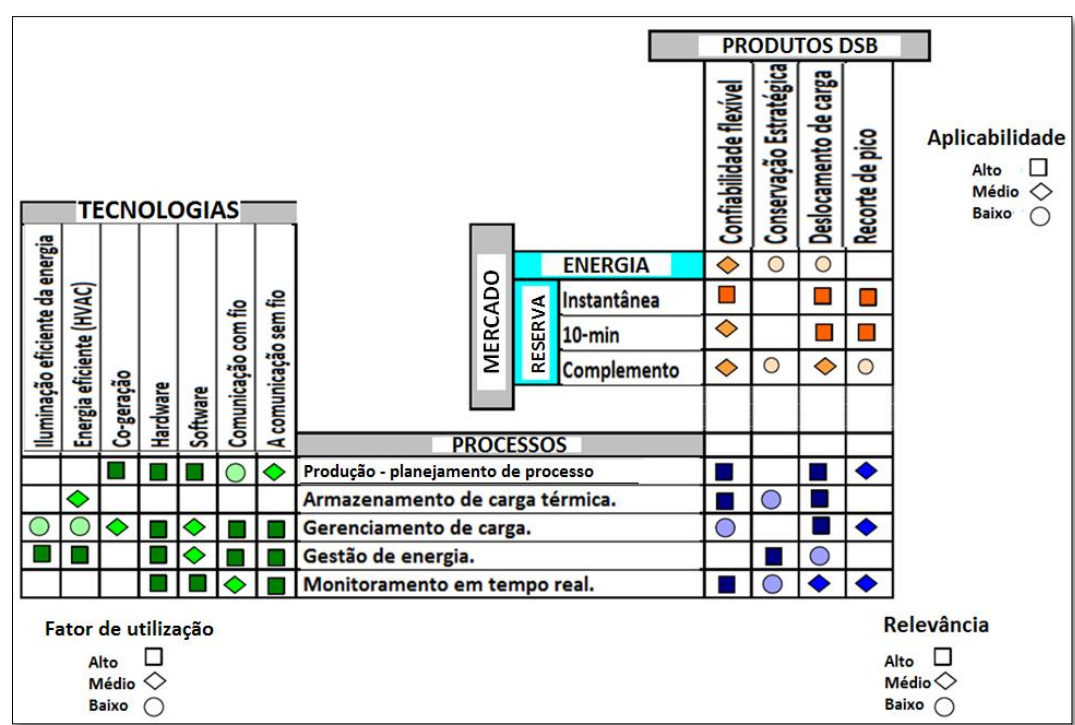 PRODUTOS DSB
Confiabilidade flexível
Conservação Estratégica
Deslocamento de carga
Recorte de pico
Aplicabilidade
Alto
Médio
Baixo
TECNOLOGIAS
Iluminação eficiente da energia
Energia eficiente (HVAC)
Co-geração
Hardware
Software
Comunicação com fio
A comunicação sem fio
MERCADO
ENERGIA
RESERVA
Instantânea
10-min
Complemento
PROCESSOS
Produção - planejamento de processo
Armazenamento de carga térmica.
Gerenciamento de carga.
Gestão de energia.
Monitoramento em tempo real.
Fator de utilização
Alto
Médio
Baixo
Relevância
Alto
Médio
Baixo